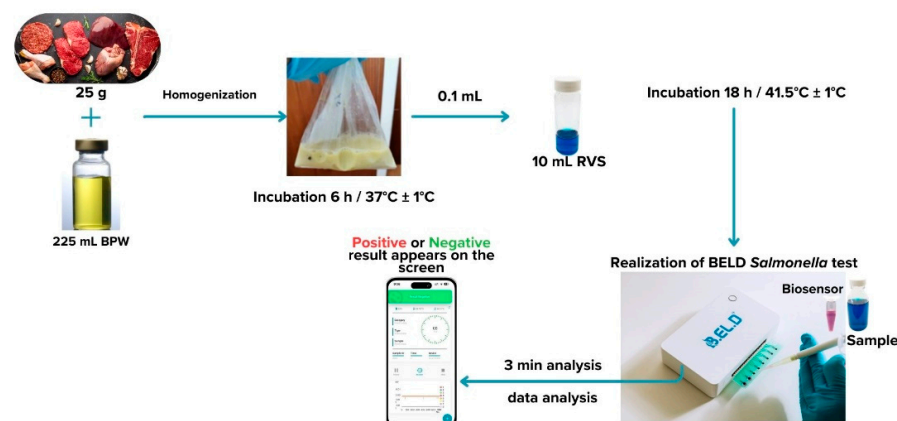 25 g
+
225 mL BPW
Homogenization
Incubation 6 h / 37°C ± 1°C
0.1 mL
10 mL RVS
Incubation 18 h / 41.5°C ± 1°C
Realization of BELD Salmonella test
Biosensor
Sample
B.EL.D
3 min analysis
data analysis
Positive or Negative
result appears on the
screen